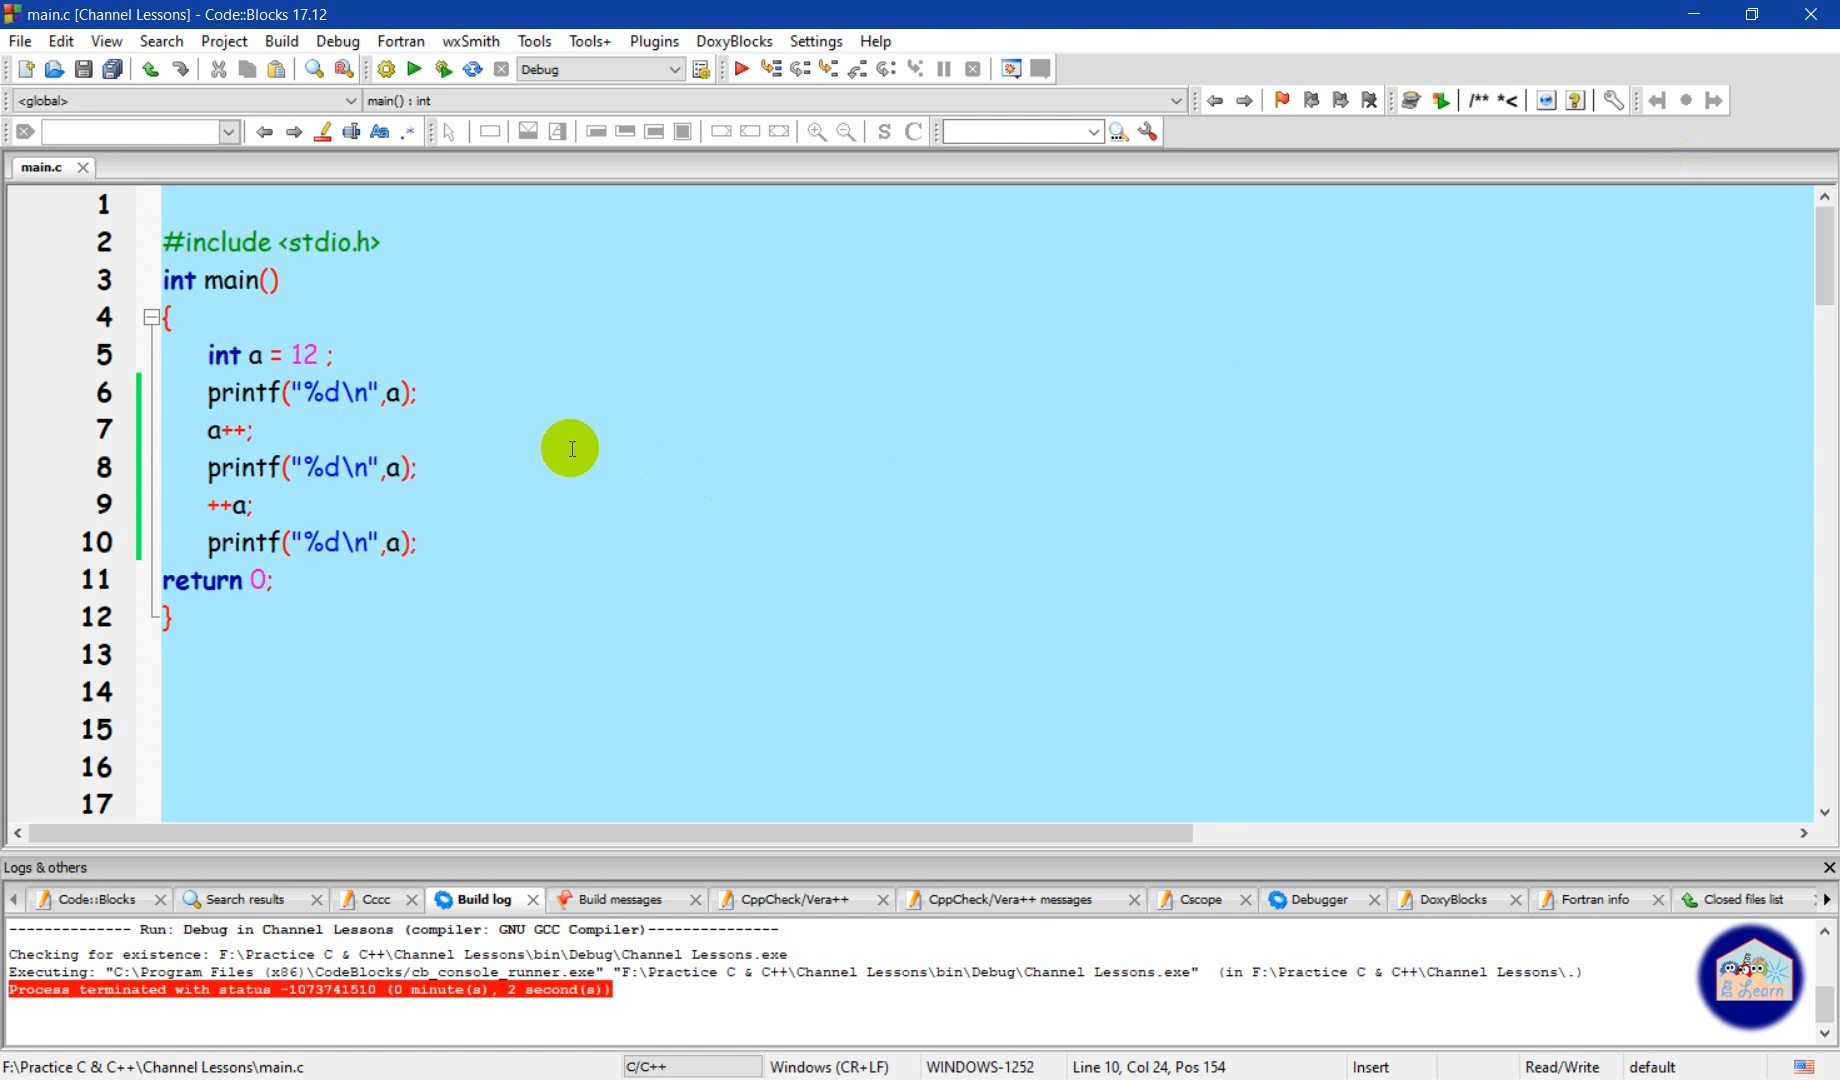 main.c [Channel Lessons] - Code::Blocks 17.12
File Edit View Search Project Build Debug Fortran wxSmith Tools Tools+ Plugins DoxyBlocks Settings Help
Debug
<global> main() : int
/** *<
Aa .* S C
main.c
1
2 #include <stdio.h>
3 int main()
4 {
5 int a = 12 ;
6 printf("%d\n",a);
7 a++;
8 printf("%d\n",a);
9 ++a;
10 printf("%d\n",a);
11 return 0;
12 }
13
14
15
16
17
Logs & others
Code::Blocks Search results Cccc Build log Build messages CppCheck/Vera++ CppCheck/Vera++ messages Cscope Debugger DoxyBlocks Fortran info Closed files list
-------------- Run: Debug in Channel Lessons (compiler: GNU GCC Compiler)---------------
Checking for existence: F:\Practice C & C++\Channel Lessons\bin\Debug\Channel Lessons.exe
Executing: "C:\Program Files (x86)\CodeBlocks/cb_console_runner.exe" "F:\Practice C & C++\Channel Lessons\bin\Debug\Channel Lessons.exe" (in F:\Practice C & C++\Channel Lessons\.)
Process terminated with status -1073741510 (0 minute(s), 2 second(s))
Learn
F:\Practice C & C++\Channel Lessons\main.c C/C++ Windows (CR+LF) WINDOWS-1252 Line 10, Col 24, Pos 154 Insert Read/Write default